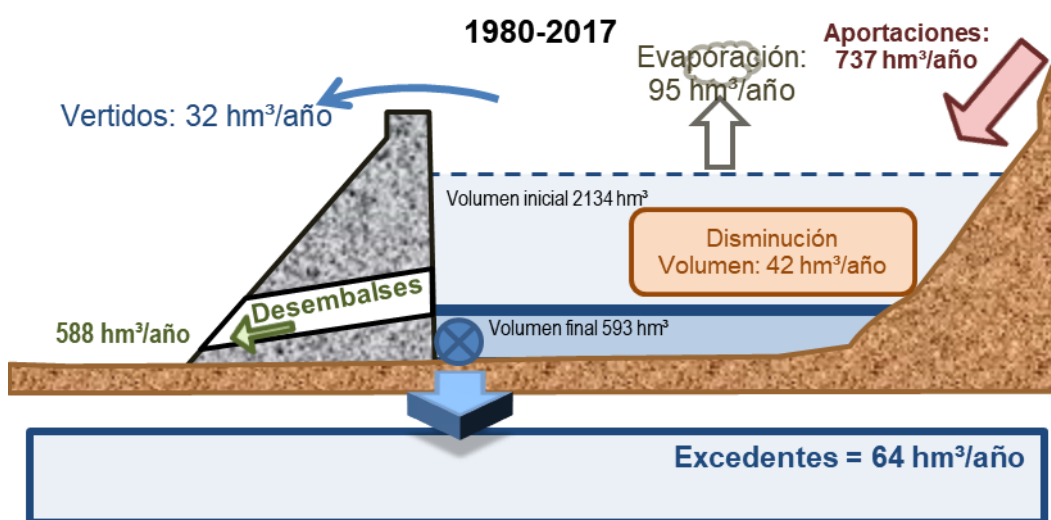 1980-2017
Aportaciones:
737 hm³/año
Evaporación:
95 hm³/año
Vertidos: 32 hm³/año
Volumen inicial 2134 hm³
Disminución
Volumen: 42 hm³/año
Desembalses
588 hm³/año
Volumen final 593 hm³
Excedentes = 64 hm³/año